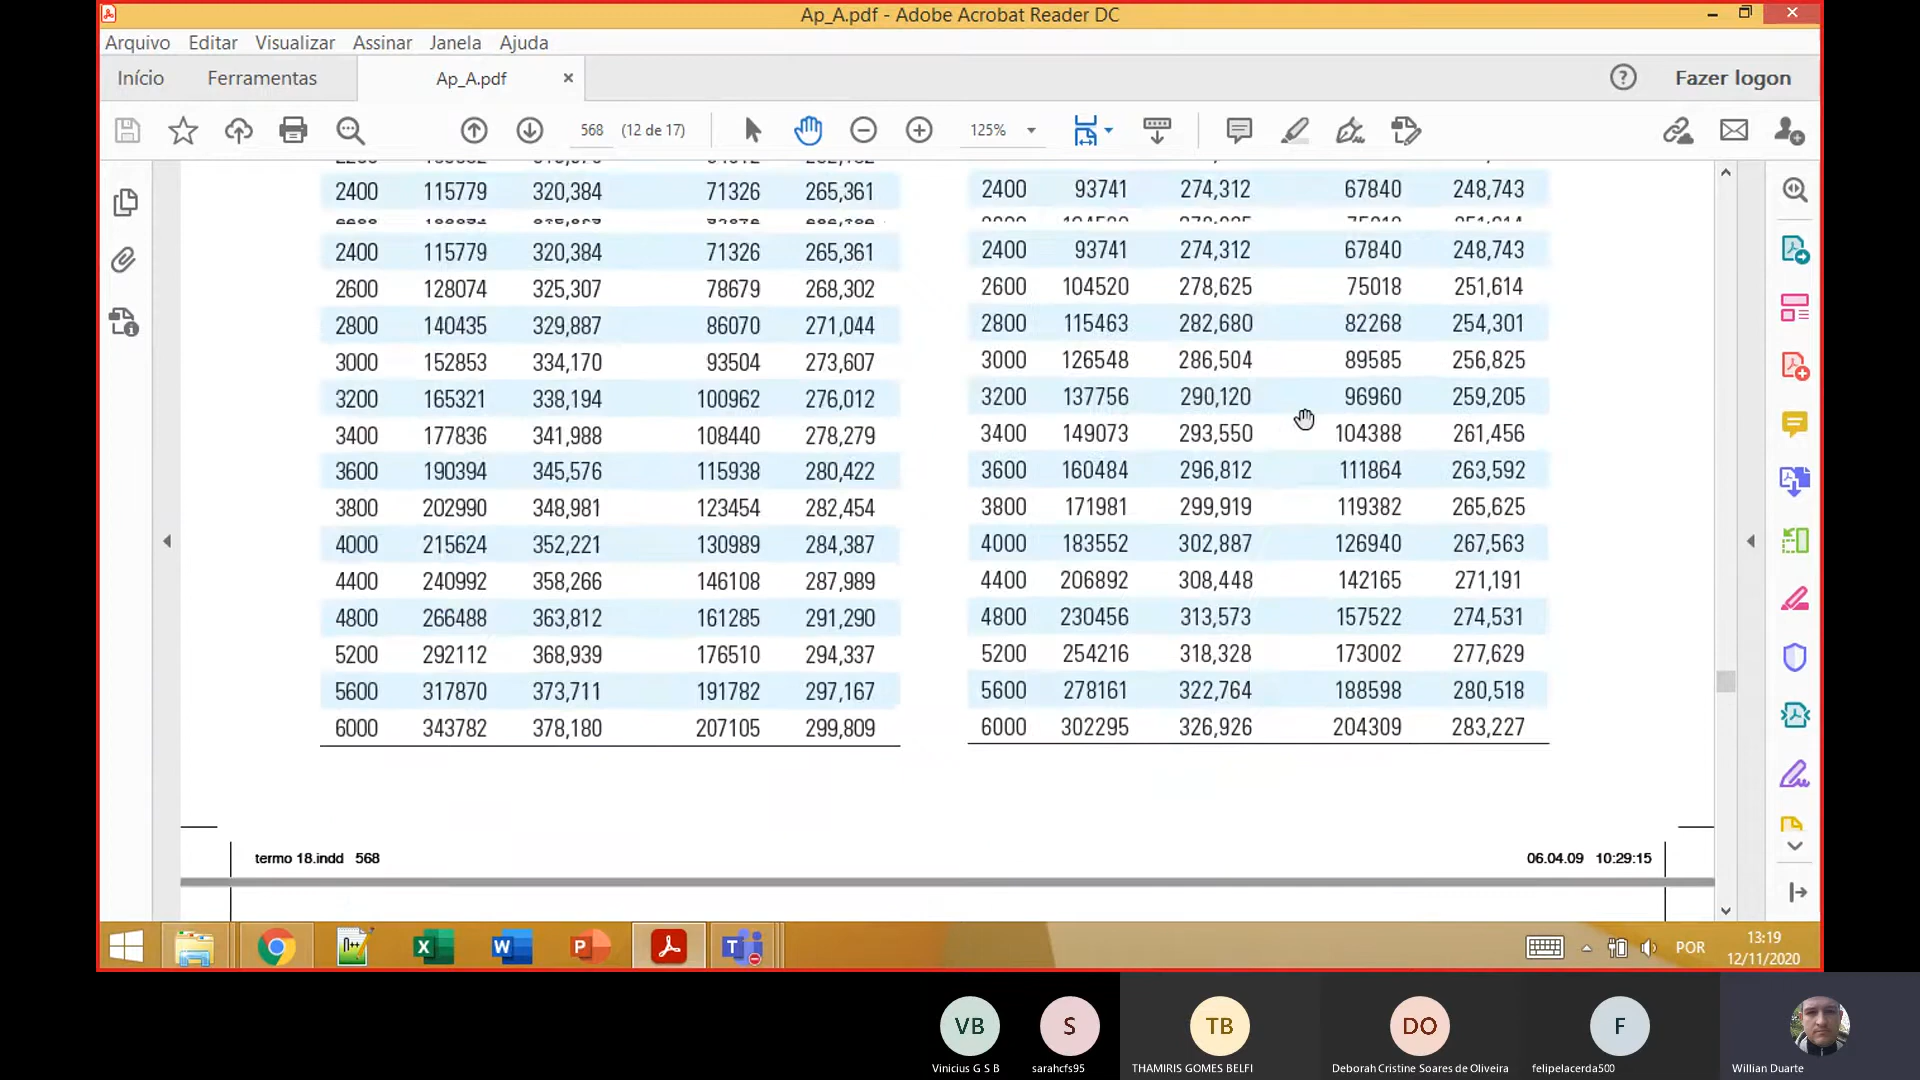 Ap_A.pdf - Adobe Acrobat Reader DC
Arquivo Editar Visualizar Assinar Janela Ajuda
Início Ferramentas Ap_A.pdf Fazer logon
568 (12 de 17) 125%
2400 115779 320,384 71326 265,361 2400 93741 274,312 67840 248,743
2400 115779 320,384 71326 265,361 2400 93741 274,312 67840 248,743
2600 128074 325,307 78679 268,302 2600 104520 278,625 75018 251,614
2800 140435 329,887 86070 271,044 2800 115463 282,680 82268 254,301
3000 152853 334,170 93504 273,607 3000 126548 286,504 89585 256,825
3200 165321 338,194 100962 276,012 3200 137756 290,120 96960 259,205
3400 177836 341,988 108440 278,279 3400 149073 293,550 104388 261,456
3600 190394 345,576 115938 280,422 3600 160484 296,812 111864 263,592
3800 202990 348,981 123454 282,454 3800 171981 299,919 119382 265,625
4000 215624 352,221 130989 284,387 4000 183552 302,887 126940 267,563
4400 240992 358,266 146108 287,989 4400 206892 308,448 142165 271,191
4800 266488 363,812 161285 291,290 4800 230456 313,573 157522 274,531
5200 292112 368,939 176510 294,337 5200 254216 318,328 173002 277,629
5600 317870 373,711 191782 297,167 5600 278161 322,764 188598 280,518
6000 343782 378,180 207105 299,809 6000 302295 326,926 204309 283,227
termo 18.indd 568 06.04.09 10:29:15
POR 13:19
12/11/2020
VB S TB DO F
Vinicius G S B sarahcfs95 THAMIRIS GOMES BELFI Deborah Cristine Soares de Oliveira felipelacerda500 Willian Duarte